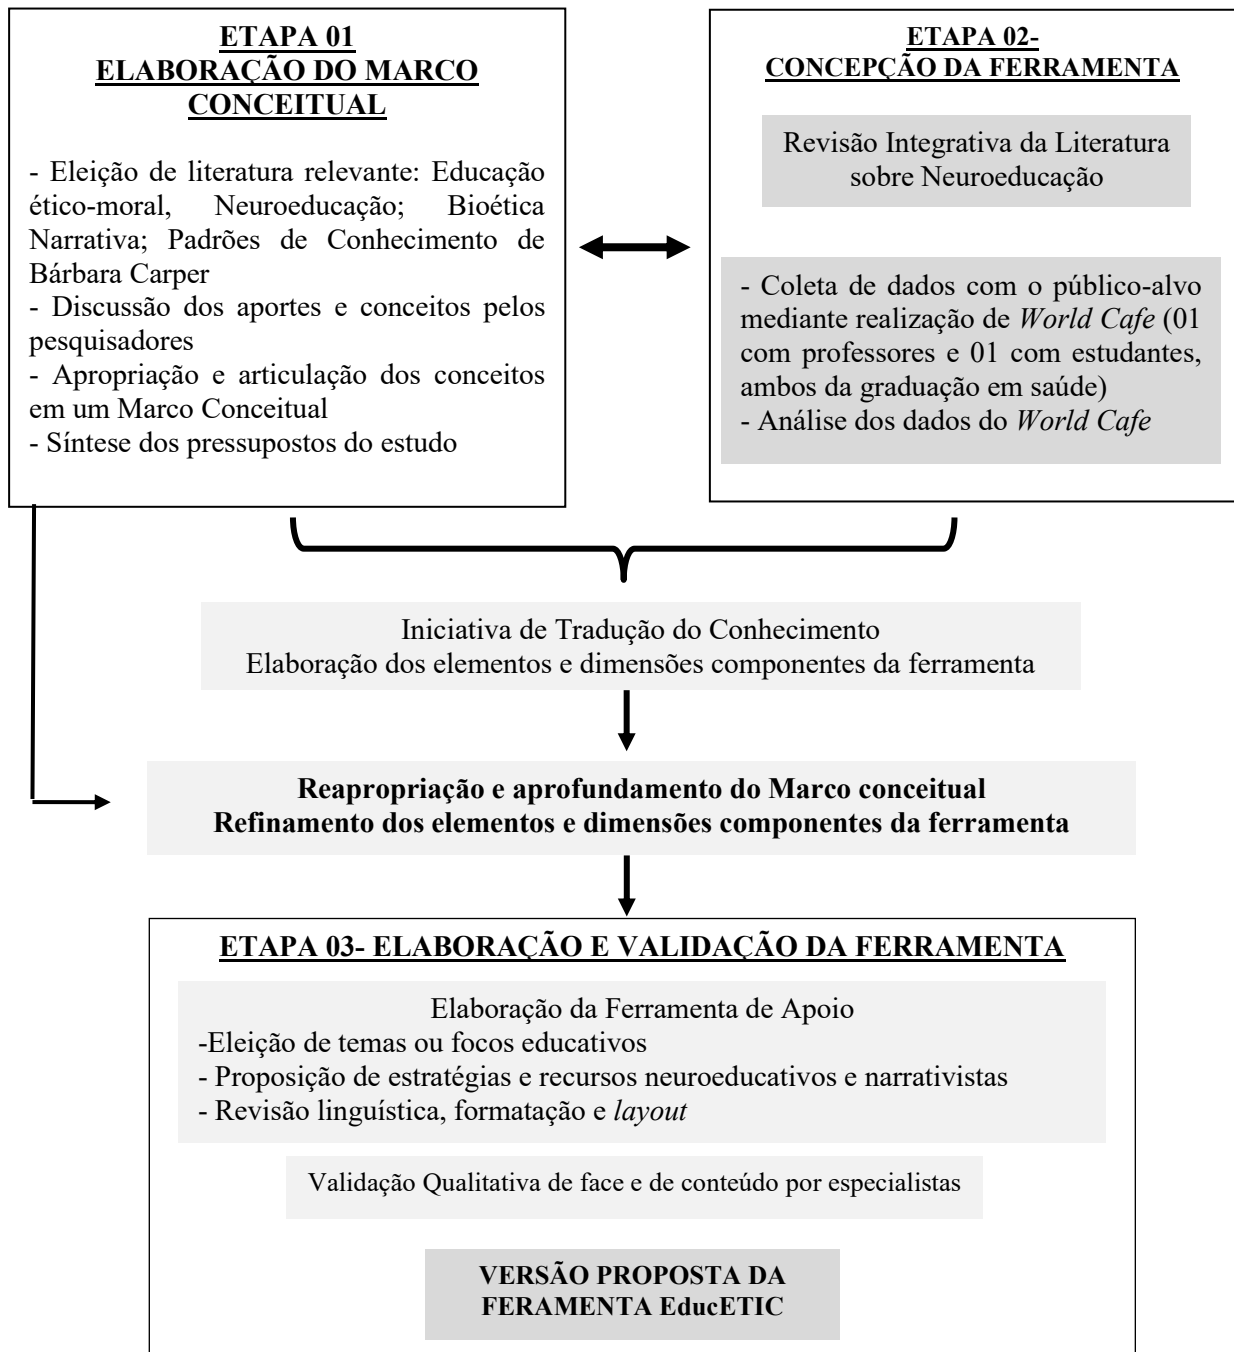 ETAPA 01
ELABORAÇÃO DO MARCO
CONCEITUAL
- Eleição de literatura relevante: Educação
ético-moral, Neuroeducação; Bioética
Narrativa; Padrões de Conhecimento de
Bárbara Carper
- Discussão dos aportes e conceitos pelos
pesquisadores
- Apropriação e articulação dos conceitos
em um Marco Conceitual
- Síntese dos pressupostos do estudo
ETAPA 02-
CONCEPÇÃO DA FERRAMENTA
Revisão Integrativa da Literatura
sobre Neuroeducação
- Coleta de dados com o público-alvo
mediante realização de World Cafe (01
com professores e 01 com estudantes,
ambos da graduação em saúde)
- Análise dos dados do World Cafe
Iniciativa de Tradução do Conhecimento
Elaboração dos elementos e dimensões componentes da ferramenta
Reapropriação e aprofundamento do Marco conceitual
Refinamento dos elementos e dimensões componentes da ferramenta
ETAPA 03- ELABORAÇÃO E VALIDAÇÃO DA FERRAMENTA
Elaboração da Ferramenta de Apoio
-Eleição de temas ou focos educativos
- Proposição de estratégias e recursos neuroeducativos e narrativistas
- Revisão linguística, formatação e layout
Validação Qualitativa de face e de conteúdo por especialistas
VERSÃO PROPOSTA DA
FERAMENTA EducETIC